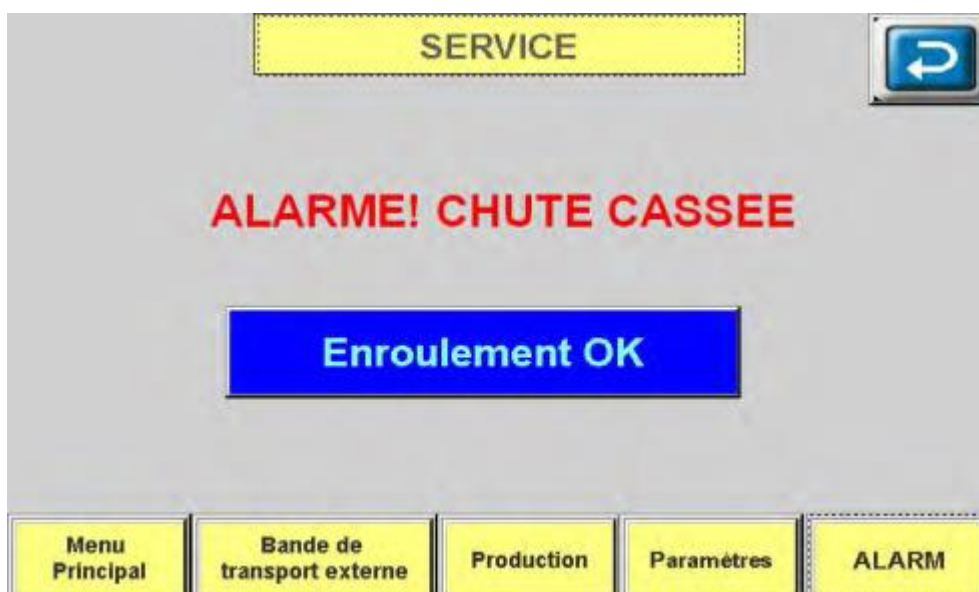 SERVICE
ALARME! CHUTE CASSEE
Enroulement OK
Menu
Principal
Bande de
transport externe
Production
Paramétres
ALARM